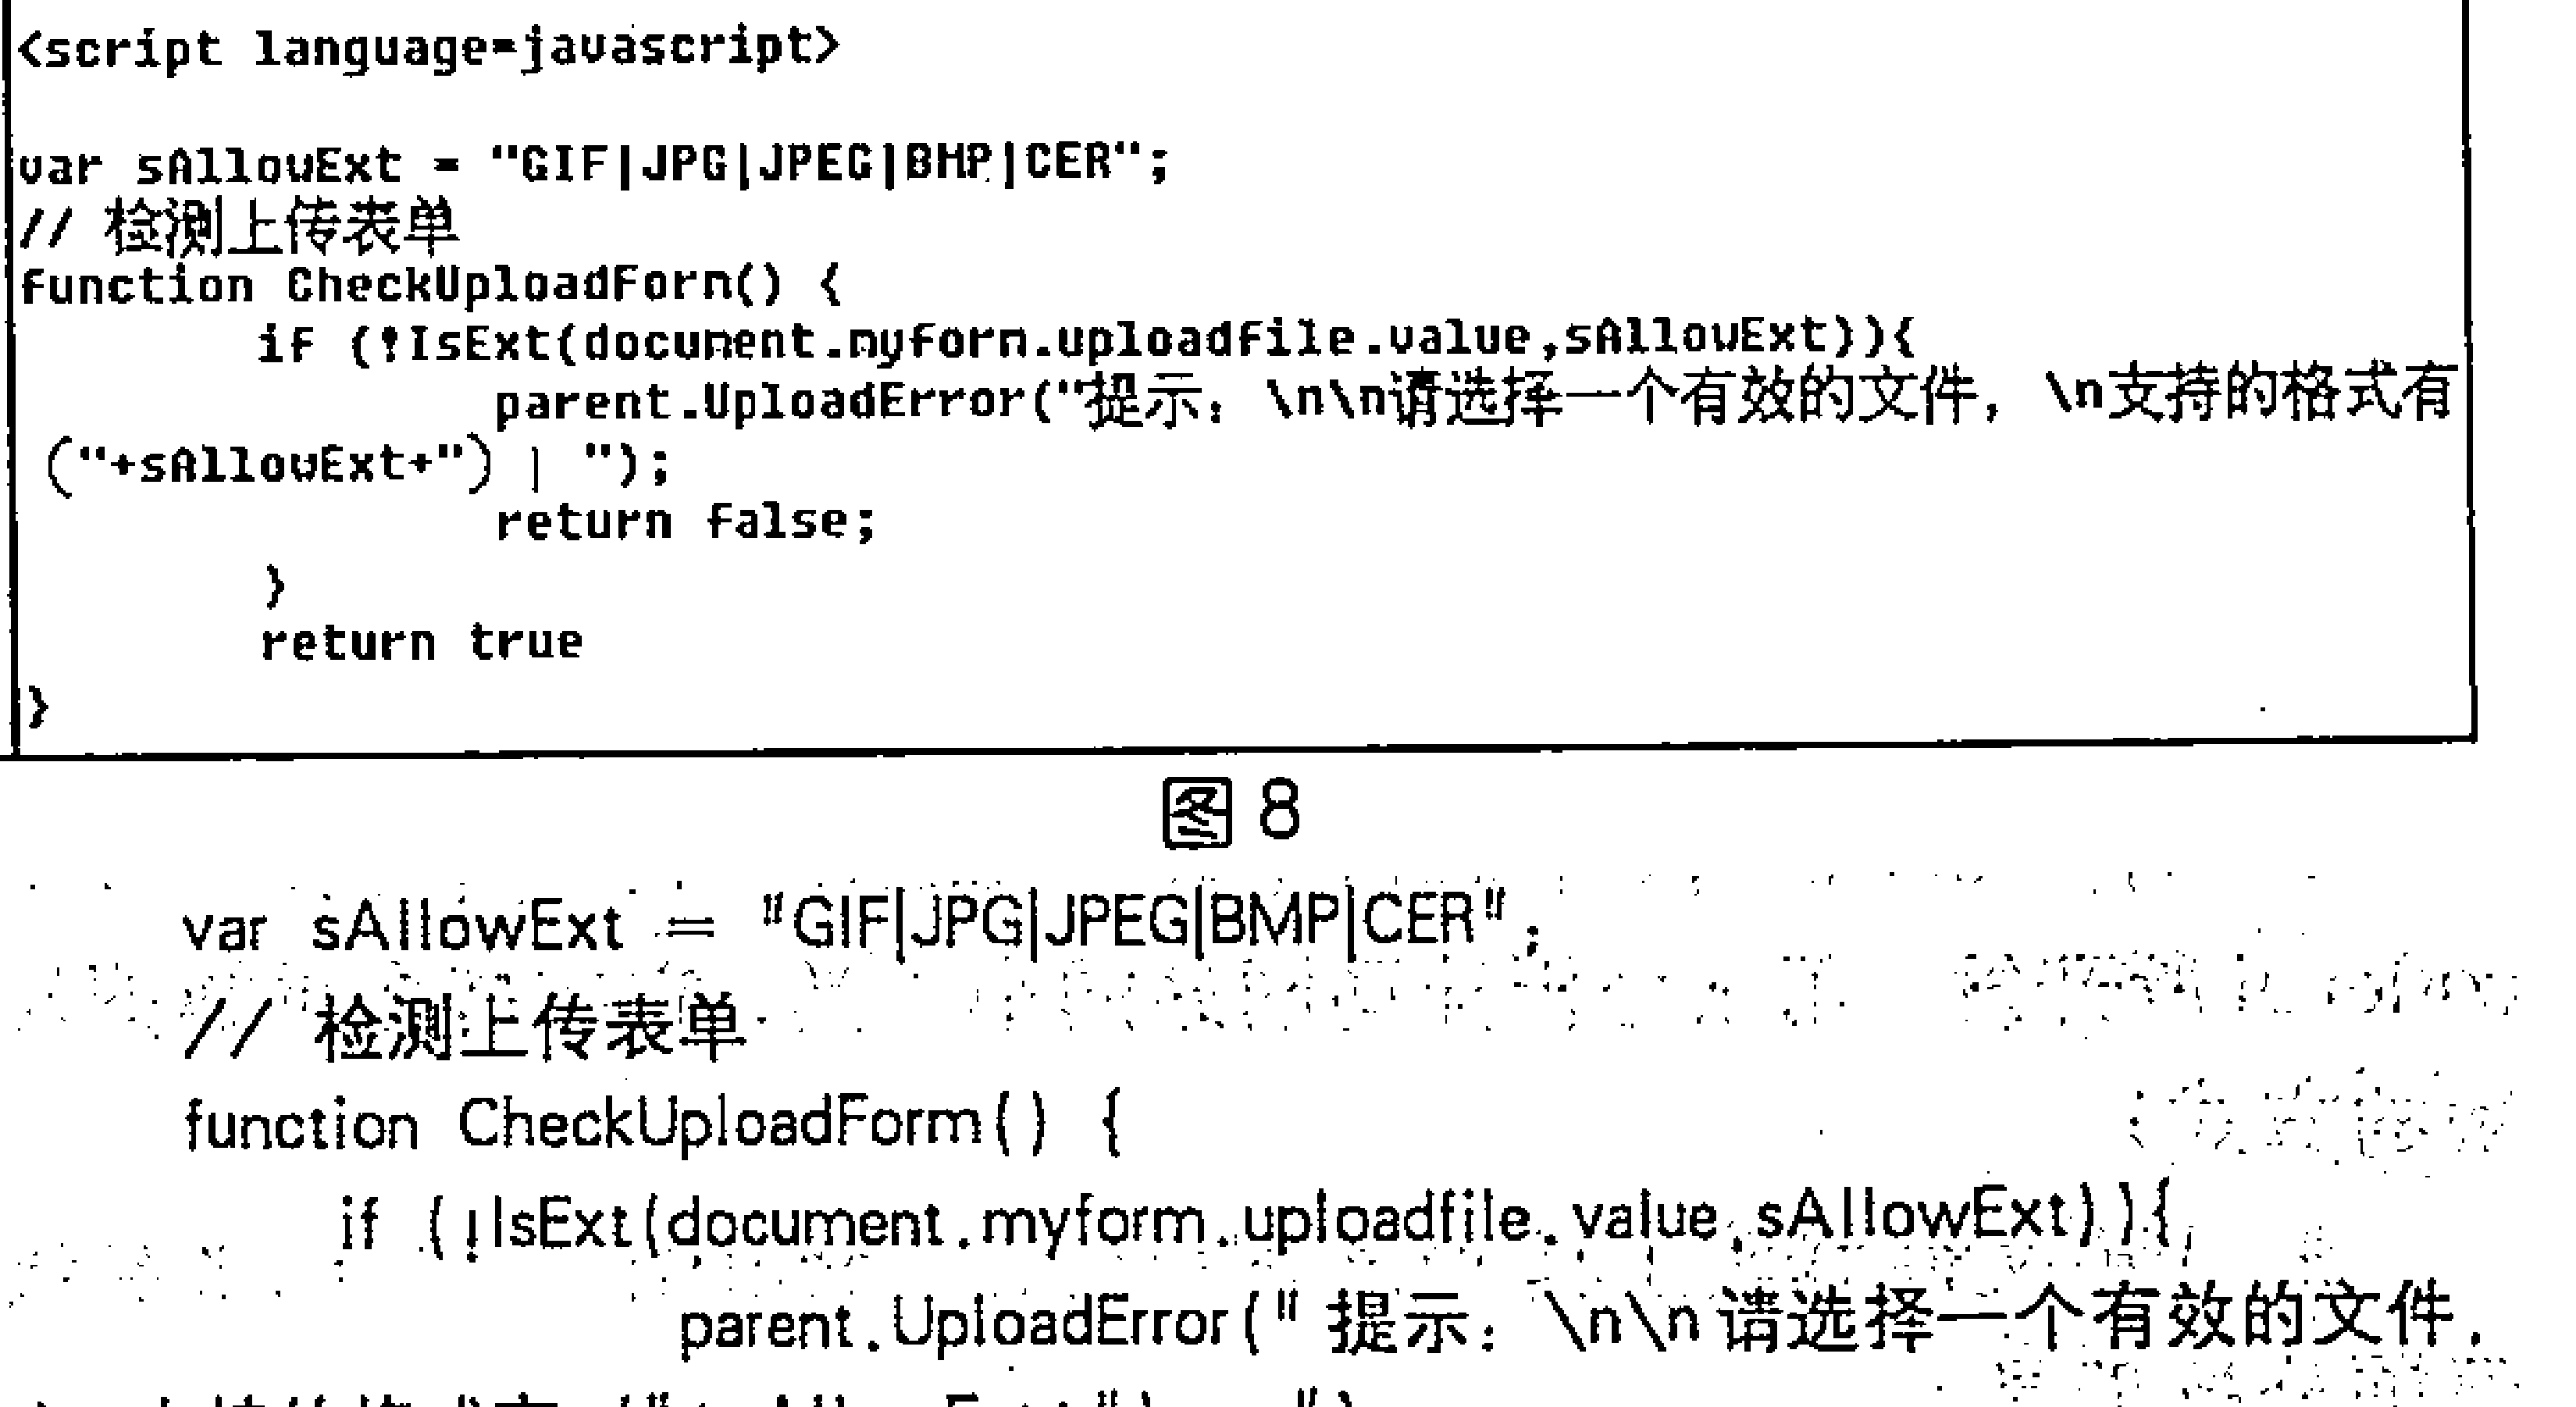 <script language=javascript>
var sAllowExt = "GIF|JPG|JPEG|BMP|CER";
// 检测上传表单
function CheckUploadForm() {
if (!IsExt(document.myform.uploadfile.value,sAllowExt)){
parent.UploadError("提示：\n\n请选择一个有效的文件，\n支持的格式有
（"+sAllowExt+"）| ");
return false;
}
return true
}
图 8
var sAllowExt = "GIF|JPG|JPEG|BMP|CER";
// 检测上传表单
function CheckUploadForm() {
if (!IsExt(document.myform.uploadfile.value,sAllowExt)){
parent.UploadError("提示：\n\n请选择一个有效的文件，